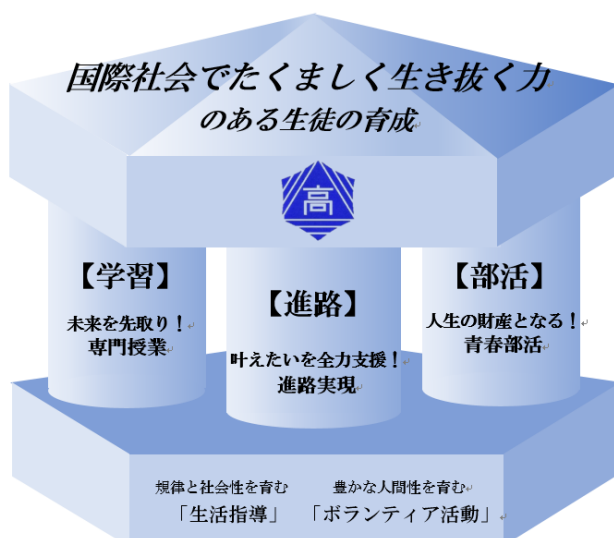 国際社会でたくましく生き抜く力
のある生徒の育成
高
【学習】
未来を先取り！
専門授業
【進路】
叶えたいを全力支援！
進路実現
【部活】
人生の財産となる！
青春部活
規律と社会性を育む
「生活指導」
豊かな人間性を育む
「ボランティア活動」